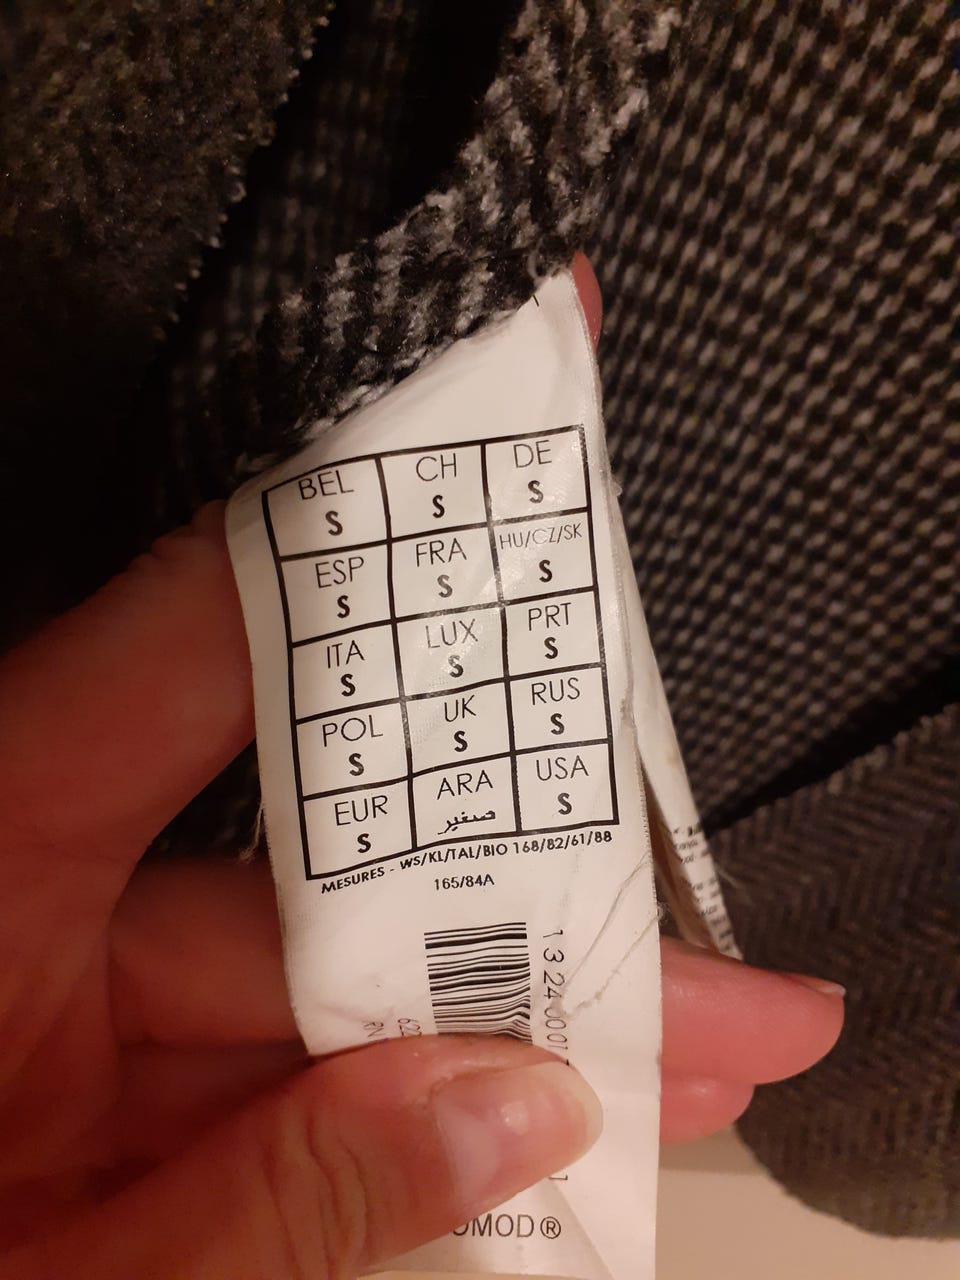 BEL CH DE
S S S
ESP FRA HU/CZ/SK
S S S
ITA LUX PRT
S S S
POL UK RUS
S S S
EUR ARA USA
S صغير S
MESURES - WS/KL/TAL/BIO 168/82/61/88
165/84A
OMOD®